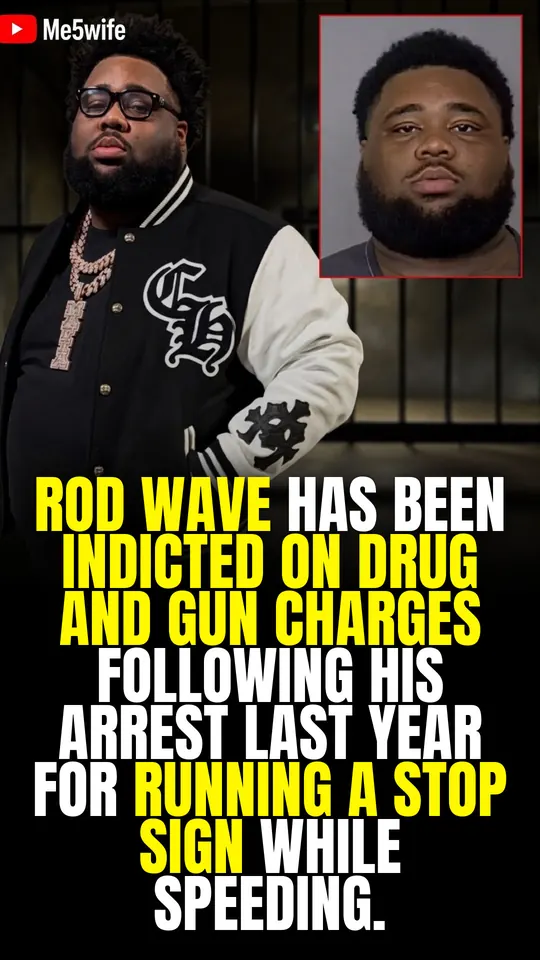 Me5wife
CH
ROD WAVE HAS BEEN
INDICTED ON DRUG
AND GUN CHARGES
FOLLOWING HIS
ARREST LAST YEAR
FOR RUNNING A STOP
SIGN WHILE
SPEEDING.